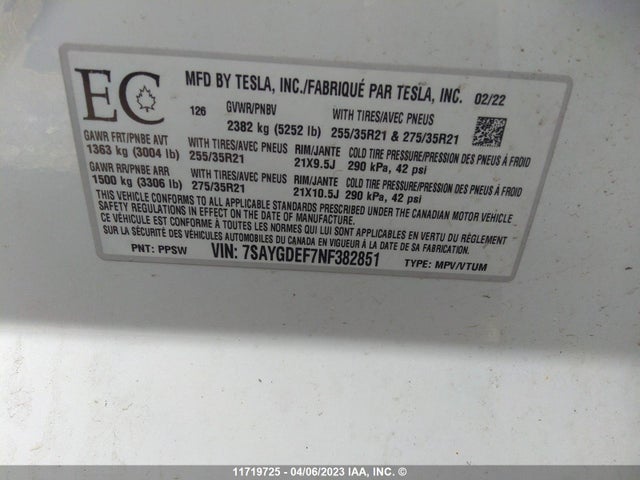 EC
MFD BY TESLA, INC./FABRIQUÉ PAR TESLA, INC. 02/22
126 GVWR/PNBV WITH TIRES/AVEC PNEUS
2382 kg (5252 lb) 255/35R21 & 275/35R21
GAWR FRT/PNBE AVT WITH TIRES/AVEC PNEUS RIM/JANTE COLD TIRE PRESSURE/PRESSION DES PNEUS À FROID
1363 kg (3004 lb) 255/35R21 21X9.5J 290 kPa, 42 psi
GAWR RR/PNBE ARR WITH TIRES/AVEC PNEUS RIM/JANTE COLD TIRE PRESSURE/PRESSION DES PNEUS À FROID
1500 kg (3306 lb) 275/35R21 21X10.5J 290 kPa, 42 psi
THIS VEHICLE CONFORMS TO ALL APPLICABLE STANDARDS PRESCRIBED UNDER THE CANADIAN MOTOR VEHICLE
SAFETY REGULATIONS IN EFFECT ON THE DATE OF MANUFACTURE.
CE VÉHICULE EST CONFORME À TOUTES LES NORMES QUI LUI SONT APPLICABLES EN VERTU DU RÈGLEMENT
SUR LA SÉCURITÉ DES VÉHICULES AUTOMOBILES DU CANADA EN VIGUEUR À LA DATE DE SA FABRICATION.
PNT: PPSW VIN: 7SAYGDEF7NF382851 TYPE: MPV/VTUM
11719725 - 04/06/2023 IAA, INC. ©